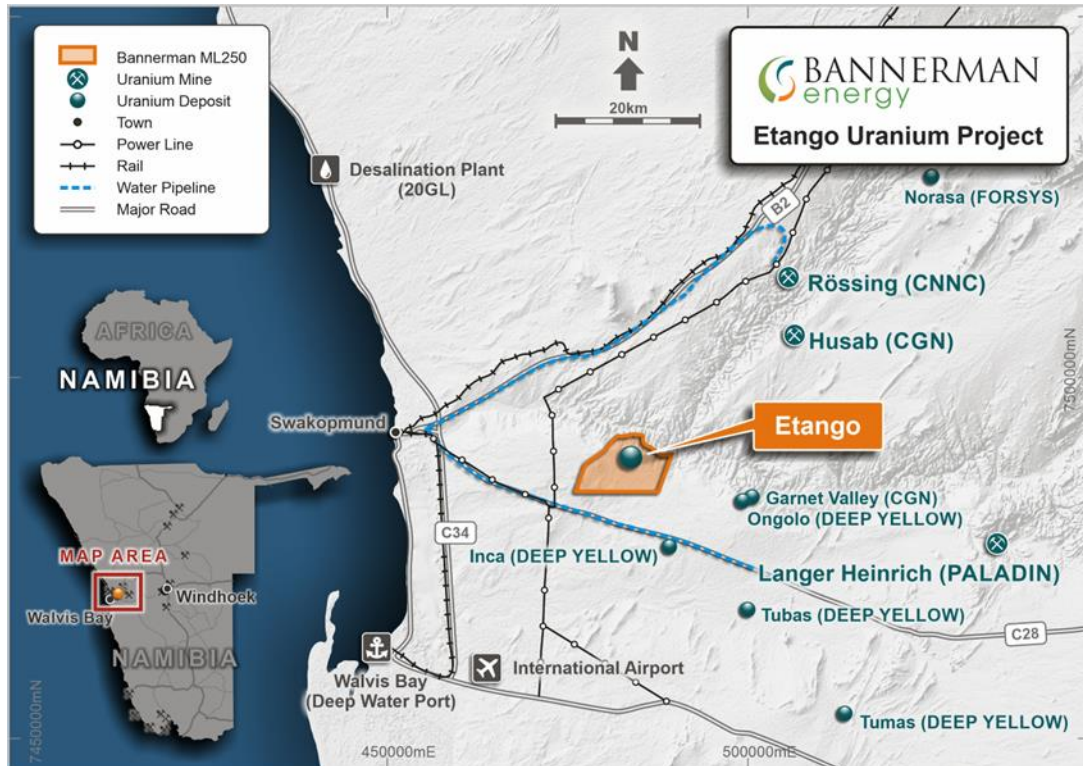 Bannerman ML250
Uranium Mine
Uranium Deposit
Town
Power Line
Rail
Water Pipeline
Major Road
N
20km
BANNERMAN
energy
Etango Uranium Project
Desalination Plant
(20GL)
B2
Norasa (FORSYS)
Rössing (CNNC)
Husab (CGN)
7500000mN
AFRICA
NAMIBIA
Swakopmund
Etango
Garnet Valley (CGN)
Ongolo (DEEP YELLOW)
C34
Inca (DEEP YELLOW)
Langer Heinrich (PALADIN)
MAP AREA
Windhoek
Walvis Bay
NAMIBIA
Tubas (DEEP YELLOW)
C28
Walvis Bay
(Deep Water Port)
International Airport
Tumas (DEEP YELLOW)
7450000mN
450000mE
500000mE